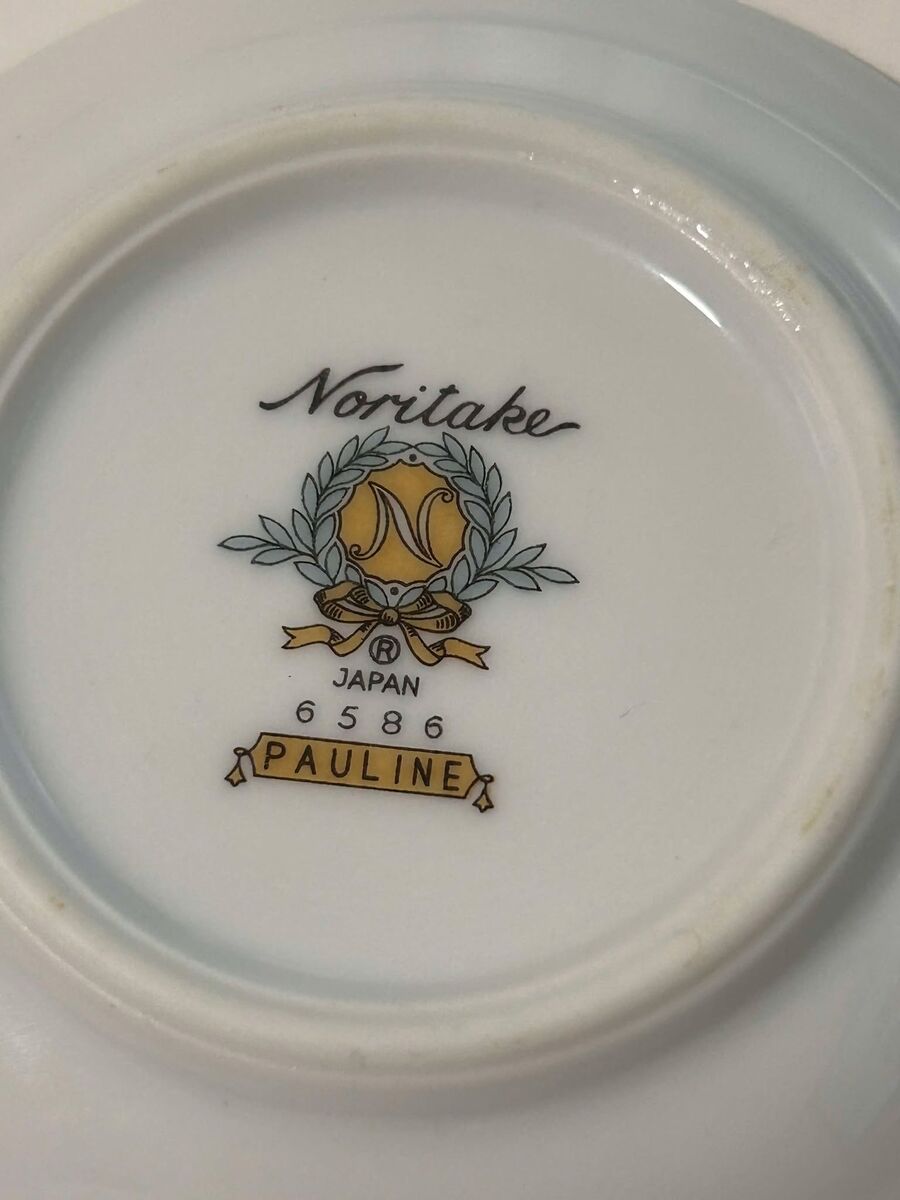 Noritake
N
®
JAPAN
6586
PAULINE